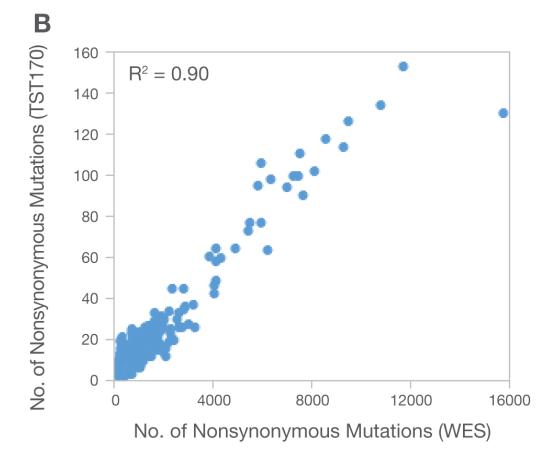 B
No. of Nonsynonymous Mutations (TST170)
R² = 0.90
160
140
120
100
80
60
40
20
0
0 4000 8000 12000 16000
No. of Nonsynonymous Mutations (WES)